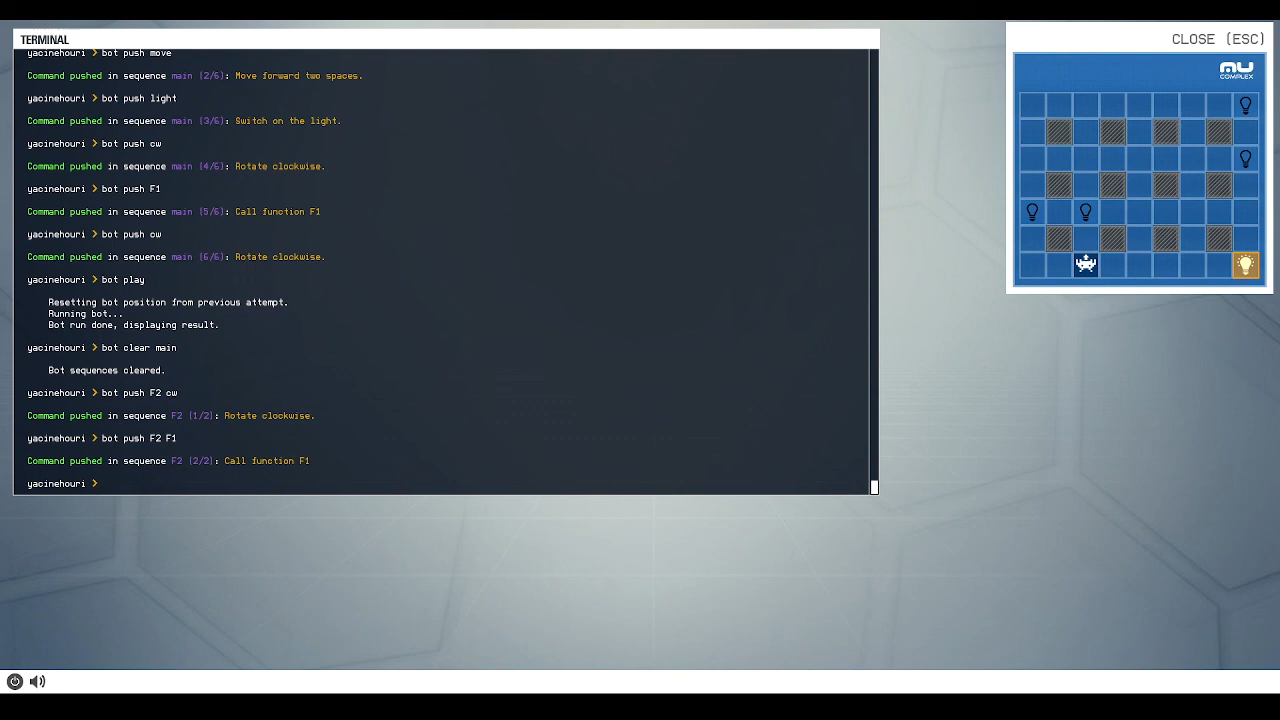 TERMINAL
yacinehouri > bot push move
Command pushed in sequence main (2/6): Move forward two spaces.
yacinehouri > bot push light
Command pushed in sequence main (3/6): Switch on the light.
yacinehouri > bot push cw
Command pushed in sequence main (4/6): Rotate clockwise.
yacinehouri > bot push F1
Command pushed in sequence main (5/6): Call function F1
yacinehouri > bot push cw
Command pushed in sequence main (6/6): Rotate clockwise.
yacinehouri > bot play
Resetting bot position from previous attempt.
Running bot...
Bot run done, displaying result.
yacinehouri > bot clear main
Bot sequences cleared.
yacinehouri > bot push F2 cw
Command pushed in sequence F2 (1/2): Rotate clockwise.
yacinehouri > bot push F2 F1
Command pushed in sequence F2 (2/2): Call function F1
yacinehouri >
CLOSE (ESC)
MU
COMPLEX